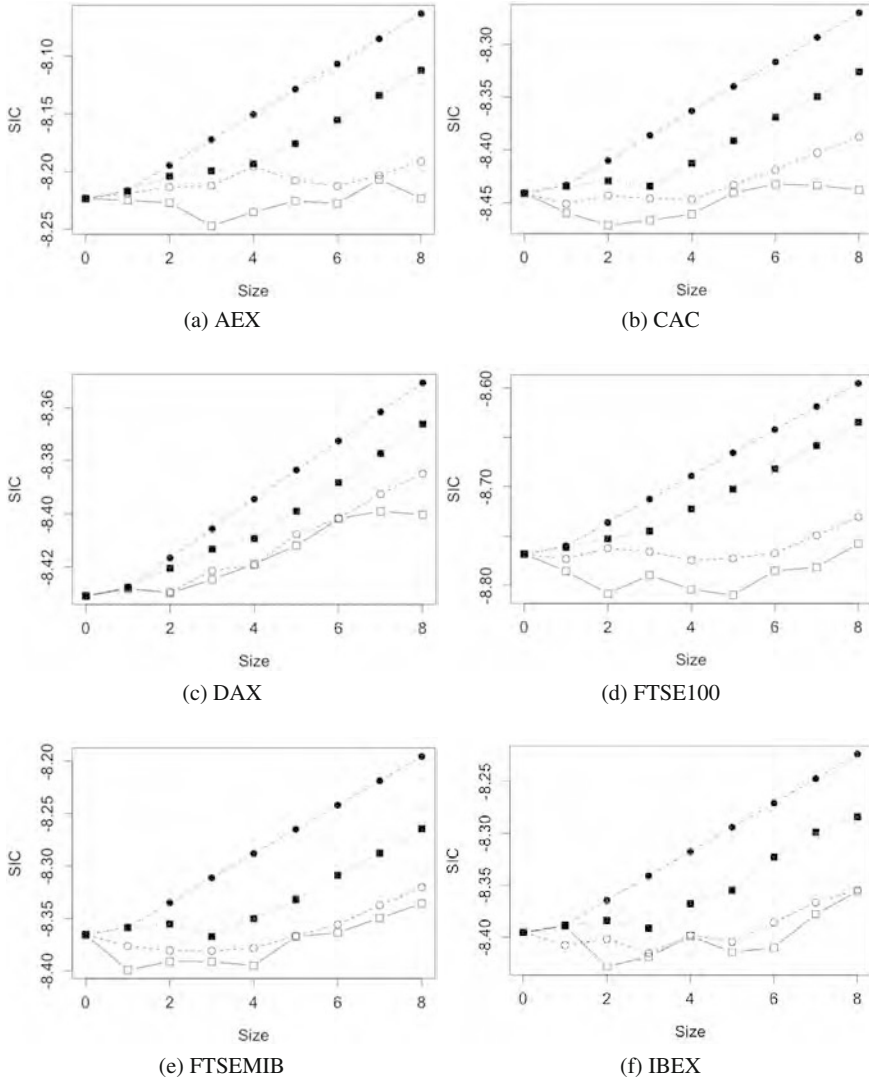 SIC
-8.10
-8.15
-8.20
-8.25
0 2 4 6 8
Size
(a) AEX
SIC
-8.30
-8.35
-8.40
-8.45
0 2 4 6 8
Size
(b) CAC
SIC
-8.36
-8.38
-8.40
-8.42
0 2 4 6 8
Size
(c) DAX
SIC
-8.60
-8.70
-8.80
0 2 4 6 8
Size
(d) FTSE100
SIC
-8.20
-8.25
-8.30
-8.35
-8.40
0 2 4 6 8
Size
(e) FTSEMIB
SIC
-8.25
-8.30
-8.35
-8.40
0 2 4 6 8
Size
(f) IBEX